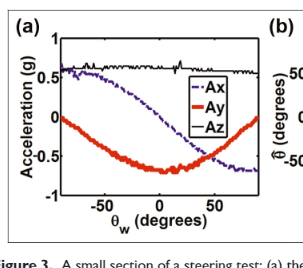 (a)
(b)
Acceleration (g)
1
0.5
0
-0.5
-1
Ax
Ay
Az
-50
0
50
θw (degrees)
50
0
-50
(degrees)
Figure 3. A small section of a steering test: (a) the